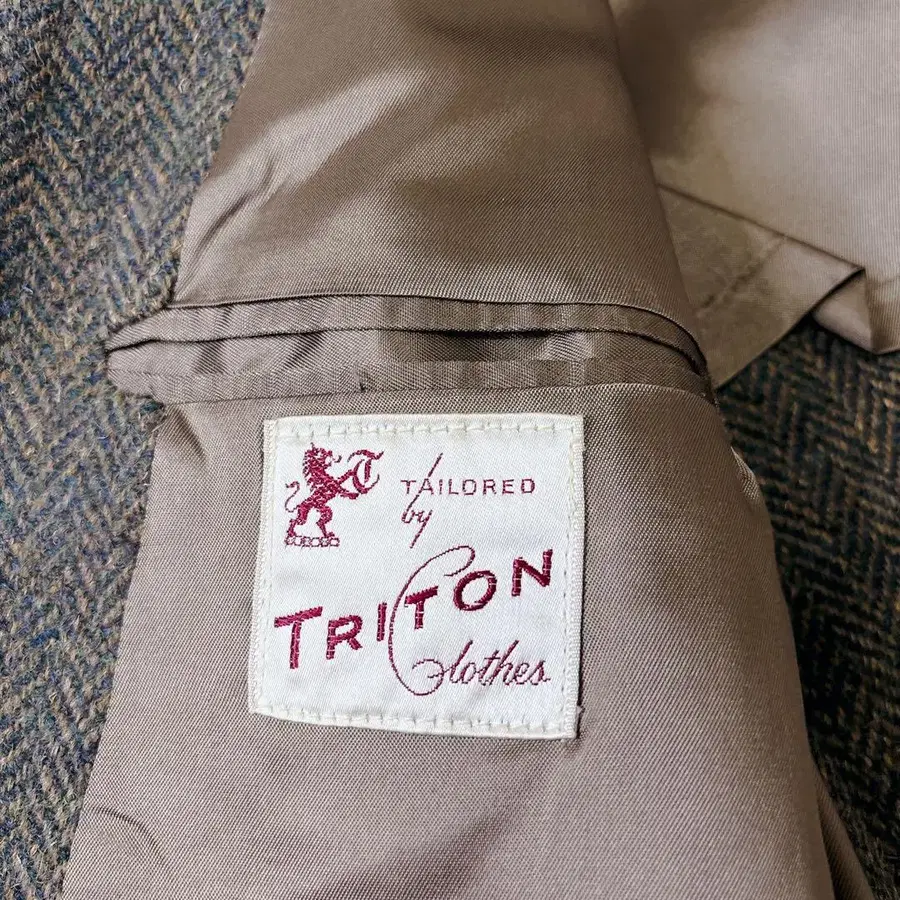 T
TAILORED
by
TRITON
Clothes